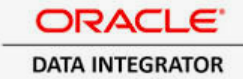 ORACLE
DATA INTEGRATOR